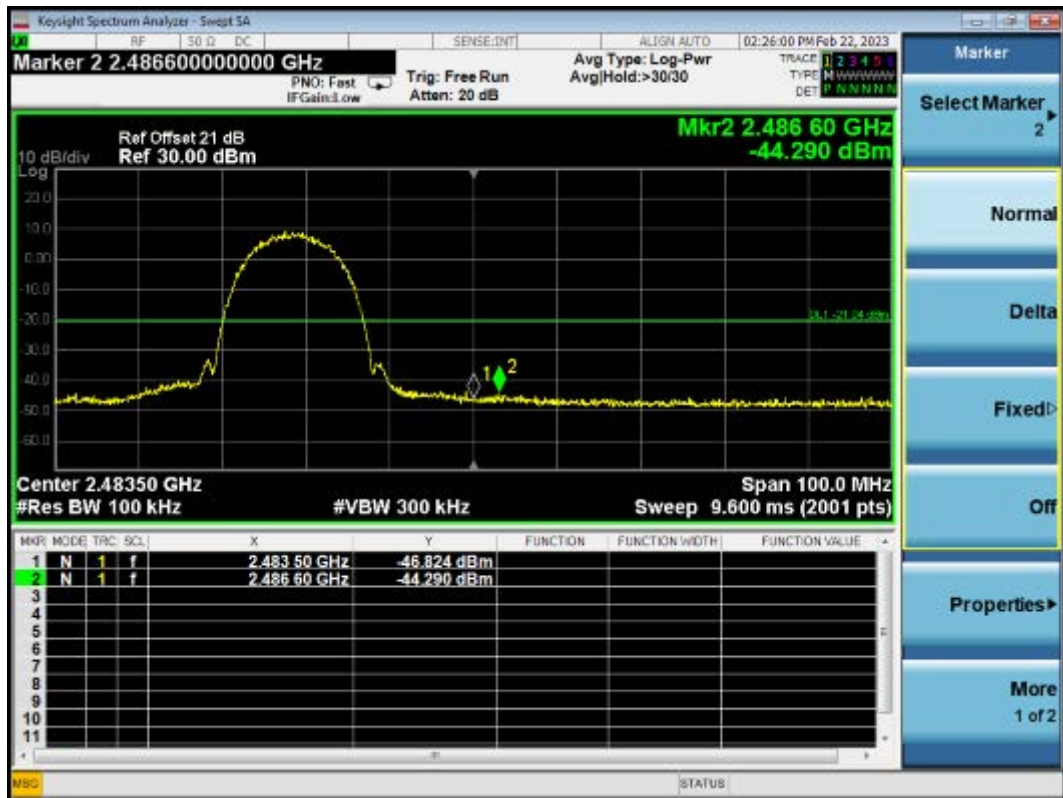 Keysight Spectrum Analyzer - Swept SA
RF 50 Ω DC SENSE:INT ALIGN AUTO 02:26:00 PM Feb 22, 2023
Marker 2 2.486600000000 GHz
PNO: Fast
IFGain:Low
Trig: Free Run
Atten: 20 dB
Avg Type: Log-Pwr
Avg|Hold:>30/30
TRACE 1 2 3 4 5 6
TYPE M WWWWW
DET P N N N N N
Ref Offset 21 dB
10 dB/div Ref 30.00 dBm
Log
Mkr2 2.486 60 GHz
-44.290 dBm
20.0
10.0
0.00
-10.0
-20.0
-30.0
-40.0
-50.0
-60.0
DL1 -21.04 dBm
1
2
Center 2.48350 GHz Span 100.0 MHz
#Res BW 100 kHz #VBW 300 kHz Sweep 9.600 ms (2001 pts)
MKR MODE TRC SCL X Y FUNCTION FUNCTION WIDTH FUNCTION VALUE
1 N 1 f 2.483 50 GHz -46.824 dBm
2 N 1 f 2.486 60 GHz -44.290 dBm
3
4
5
6
7
8
9
10
11
MSG STATUS
Marker
Select Marker
2
Normal
Delta
Fixed
Off
Properties
More
1 of 2